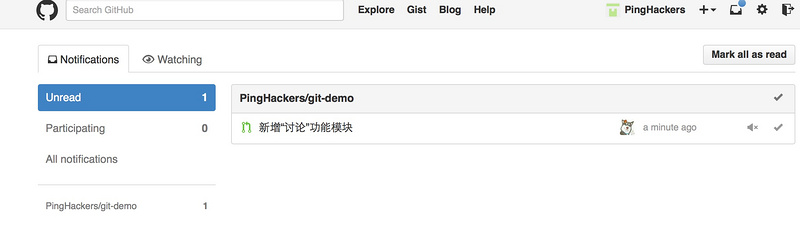 Search GitHub Explore Gist Blog Help PingHackers
Notifications Watching Mark all as read
Unread 1
PingHackers/git-demo
Participating 0
新增“讨论”功能模块 a minute ago
All notifications
PingHackers/git-demo 1